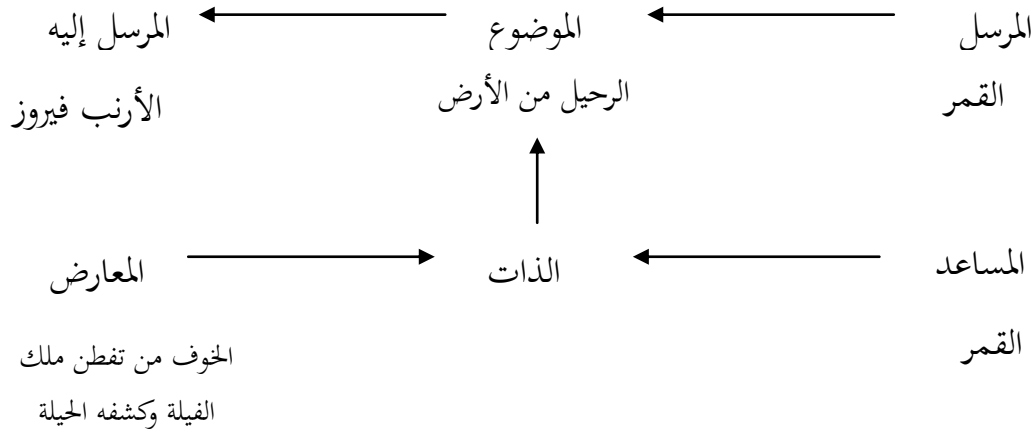 المرسل الموضوع المرسل إليه
القمر الرحيل من الأرض الأرنب فيروز
المساعد الذات المعارض
القمر الخوف من تفطن ملك
الفيلة وكشفه الحيلة